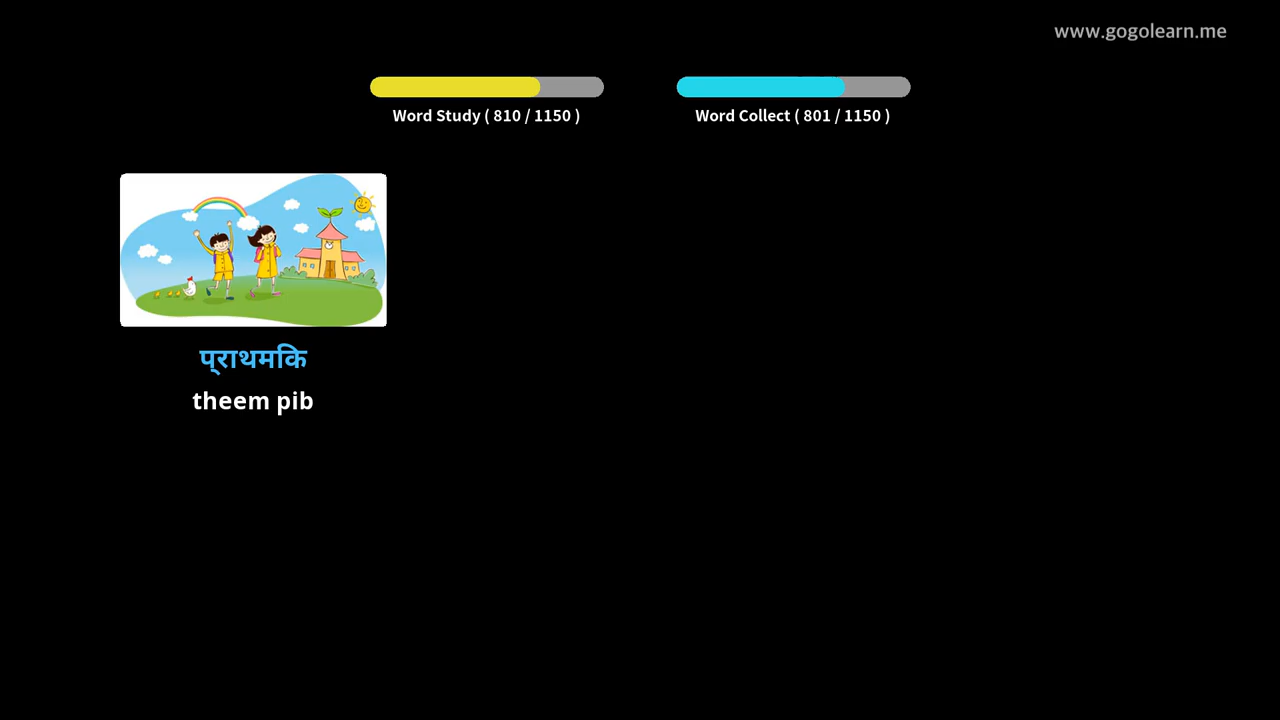 www.gogolearn.me
Word Study ( 810 / 1150 )
Word Collect ( 801 / 1150 )
प्राथमकि
theem pib